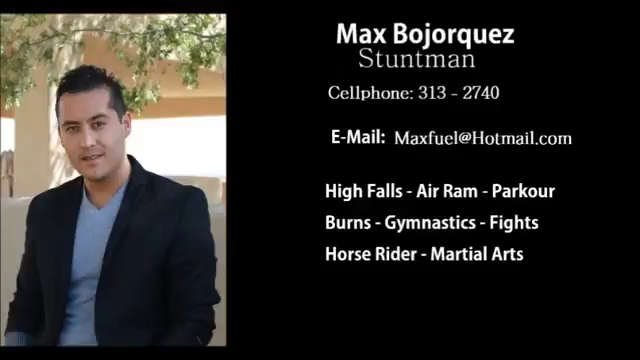 Max Bojorquez
Stuntman
Cellphone: 313 - 2740
E-Mail: Maxfuel@Hotmail.com
High Falls - Air Ram - Parkour
Burns - Gymnastics - Fights
Horse Rider - Martial Arts